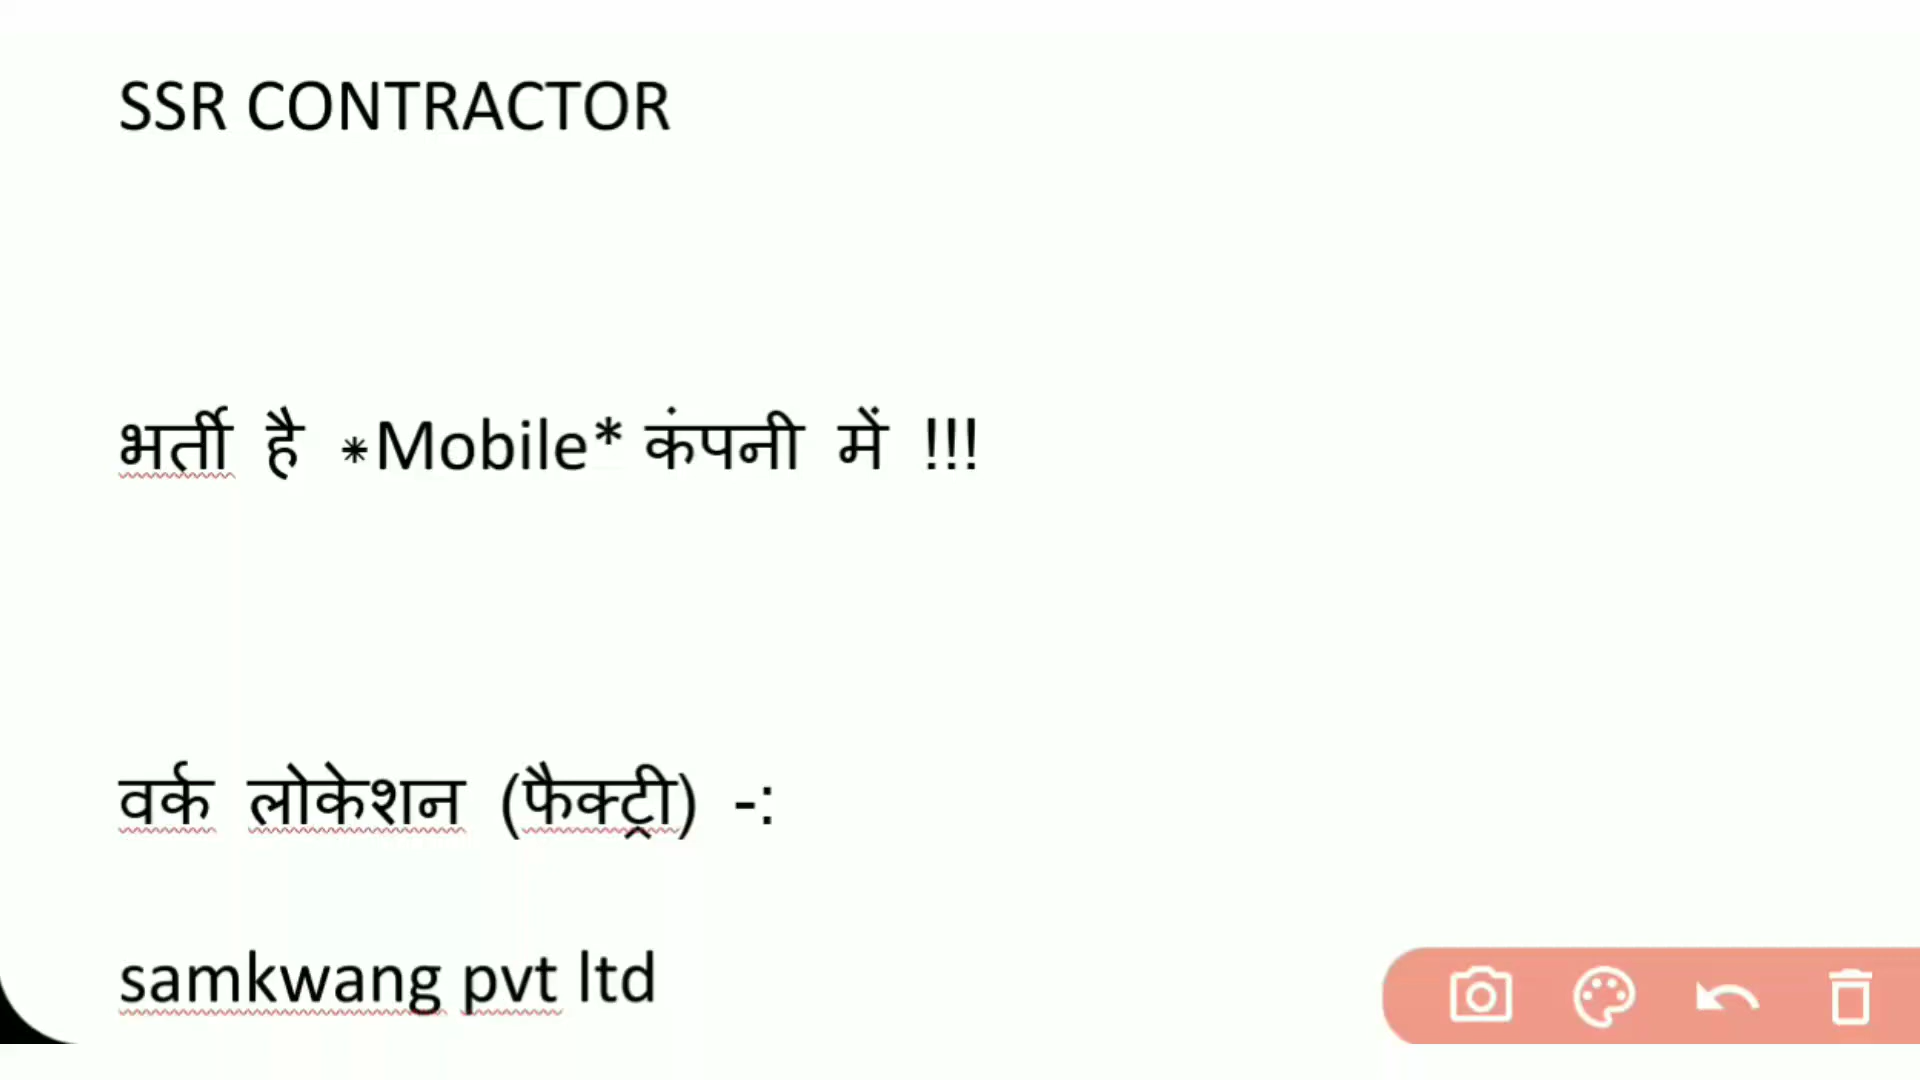 SSR CONTRACTOR
भर्ती है *Mobile* कंपनी में !!!
वर्क लोकेशन (फैक्ट्री) -:
samkwang pvt ltd